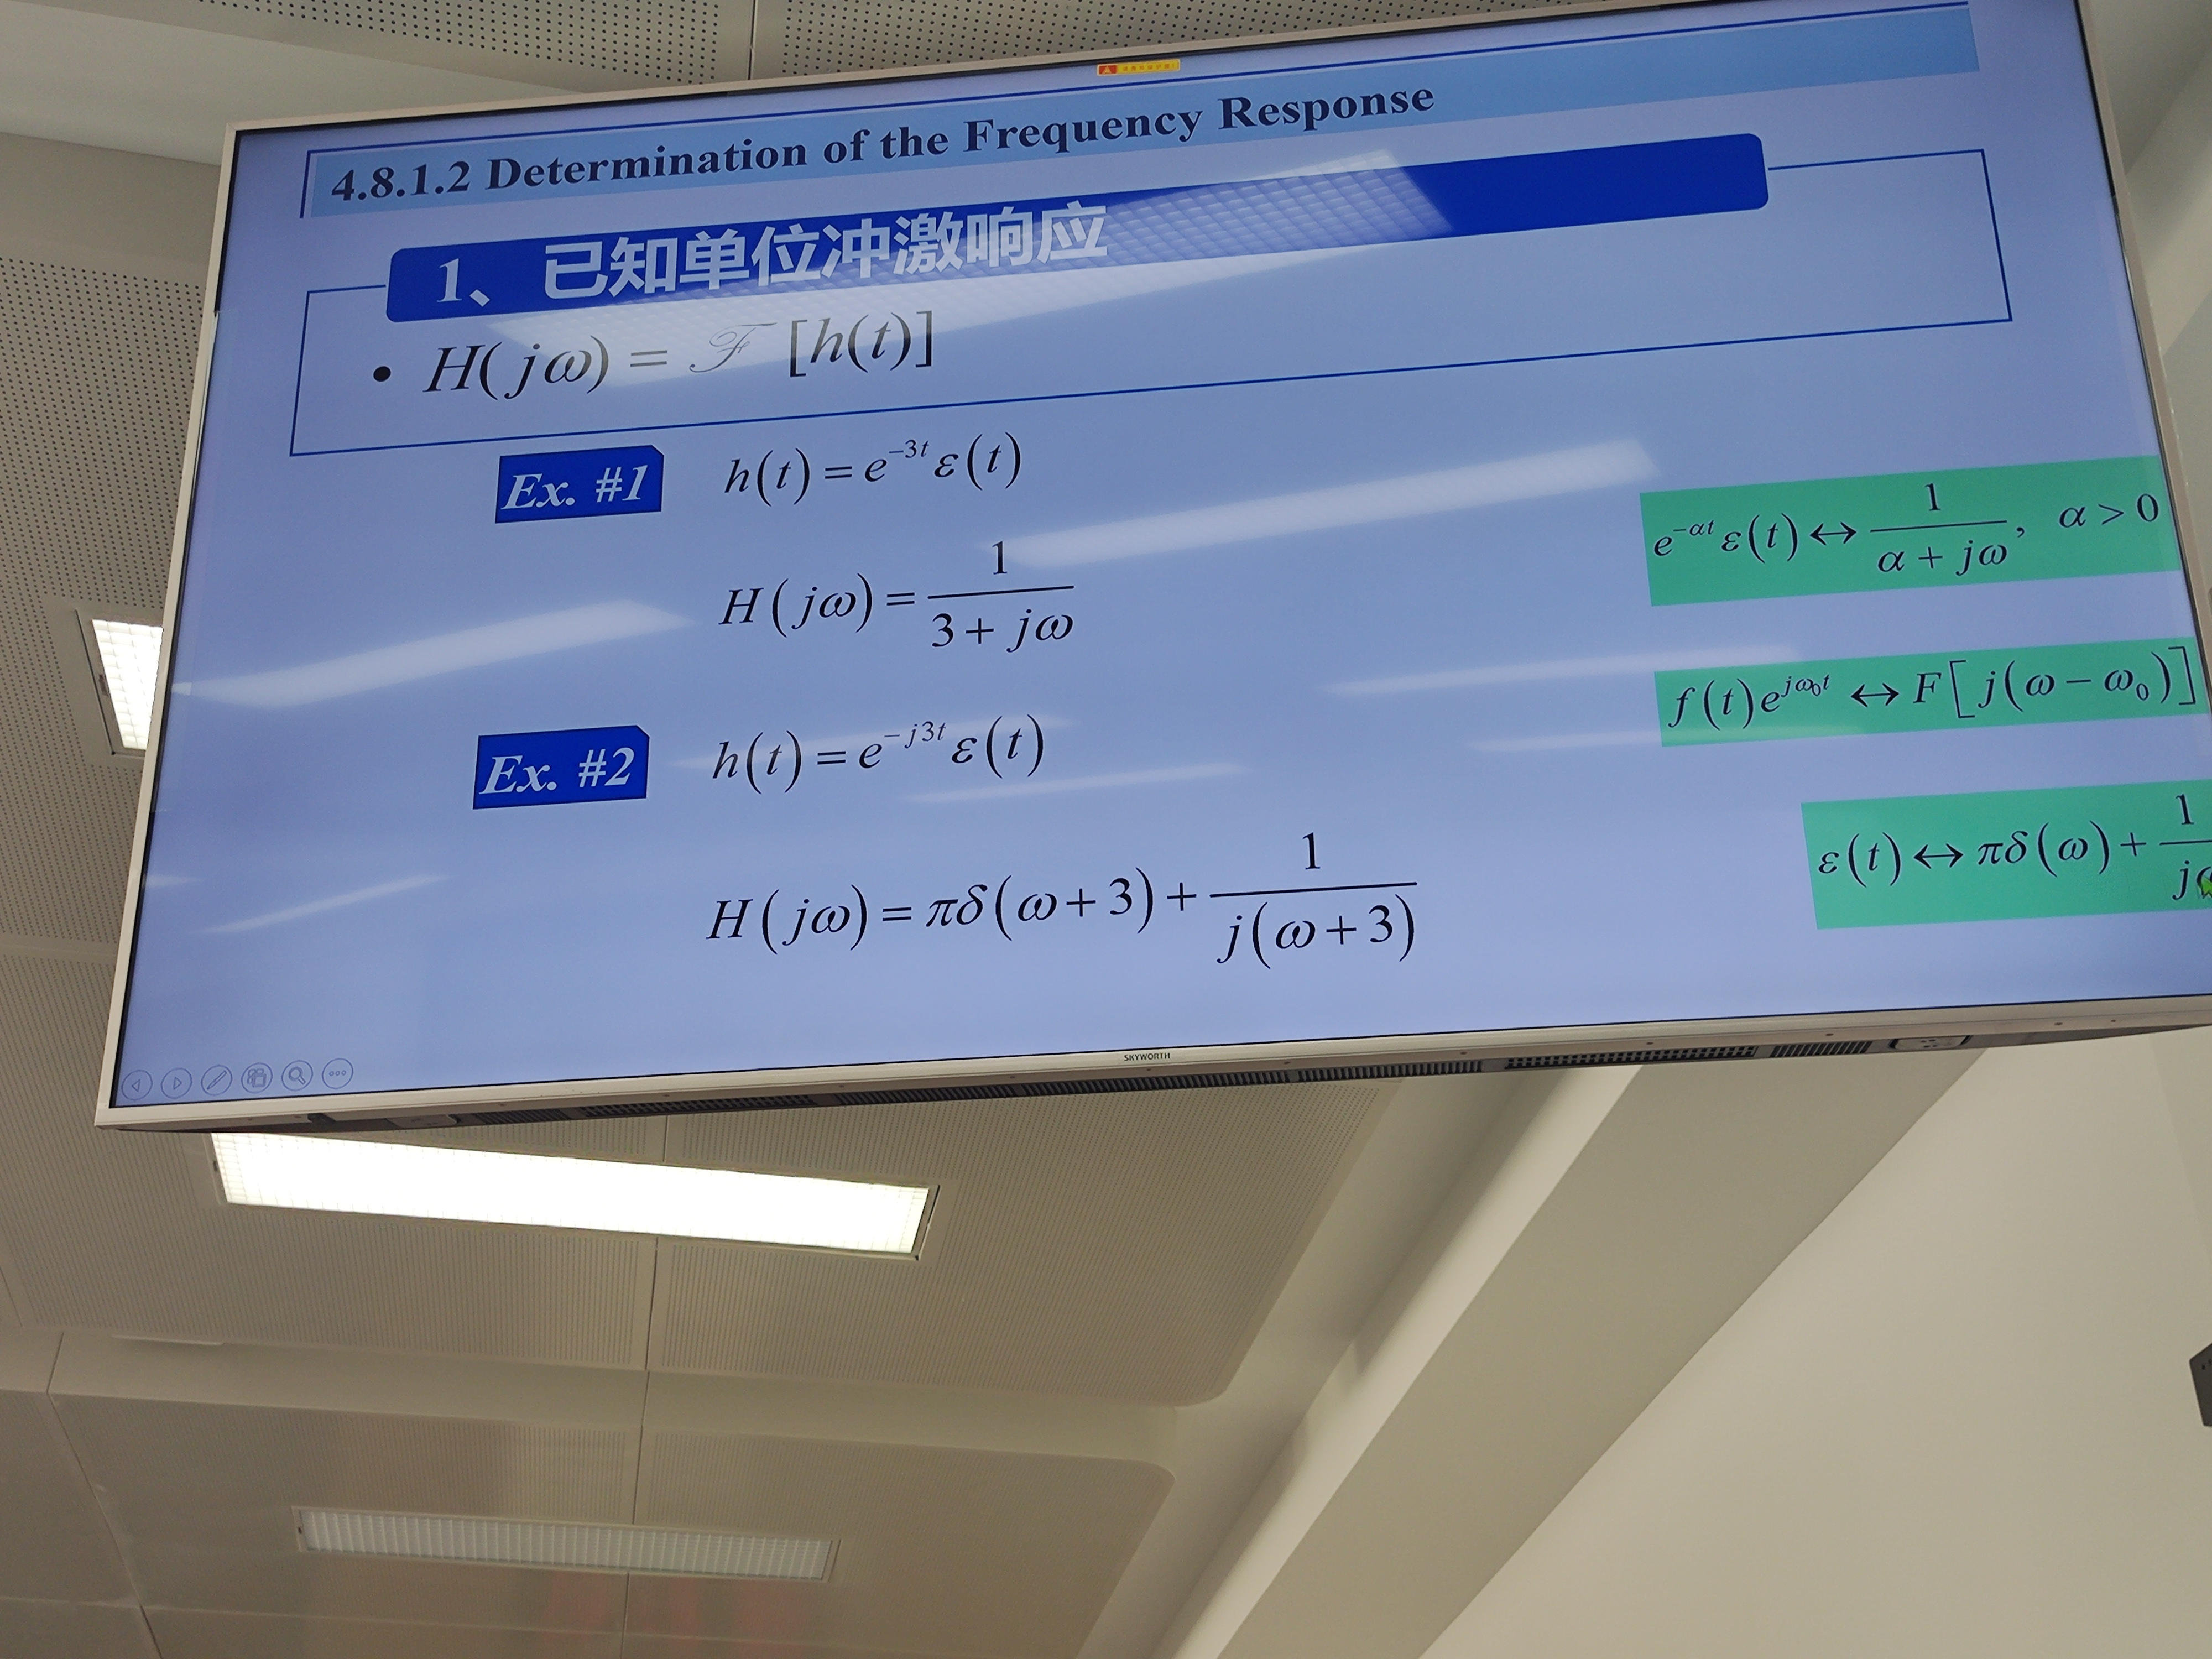 4.8.1.2 Determination of the Frequency Response
1、已知单位冲激响应
• H(jω) = ℱ [h(t)]
Ex. #1 h(t) = e^{-3t} ε(t)
H(jω) = 1/(3 + jω)
e^{-αt} ε(t) ↔ 1/(α + jω), α > 0
f(t)e^{jω₀t} ↔ F[j(ω − ω₀)]
Ex. #2 h(t) = e^{-j3t} ε(t)
ε(t) ↔ πδ(ω) + 1/j
H(jω) = πδ(ω + 3) + 1/(j(ω + 3))
SKYWORTH